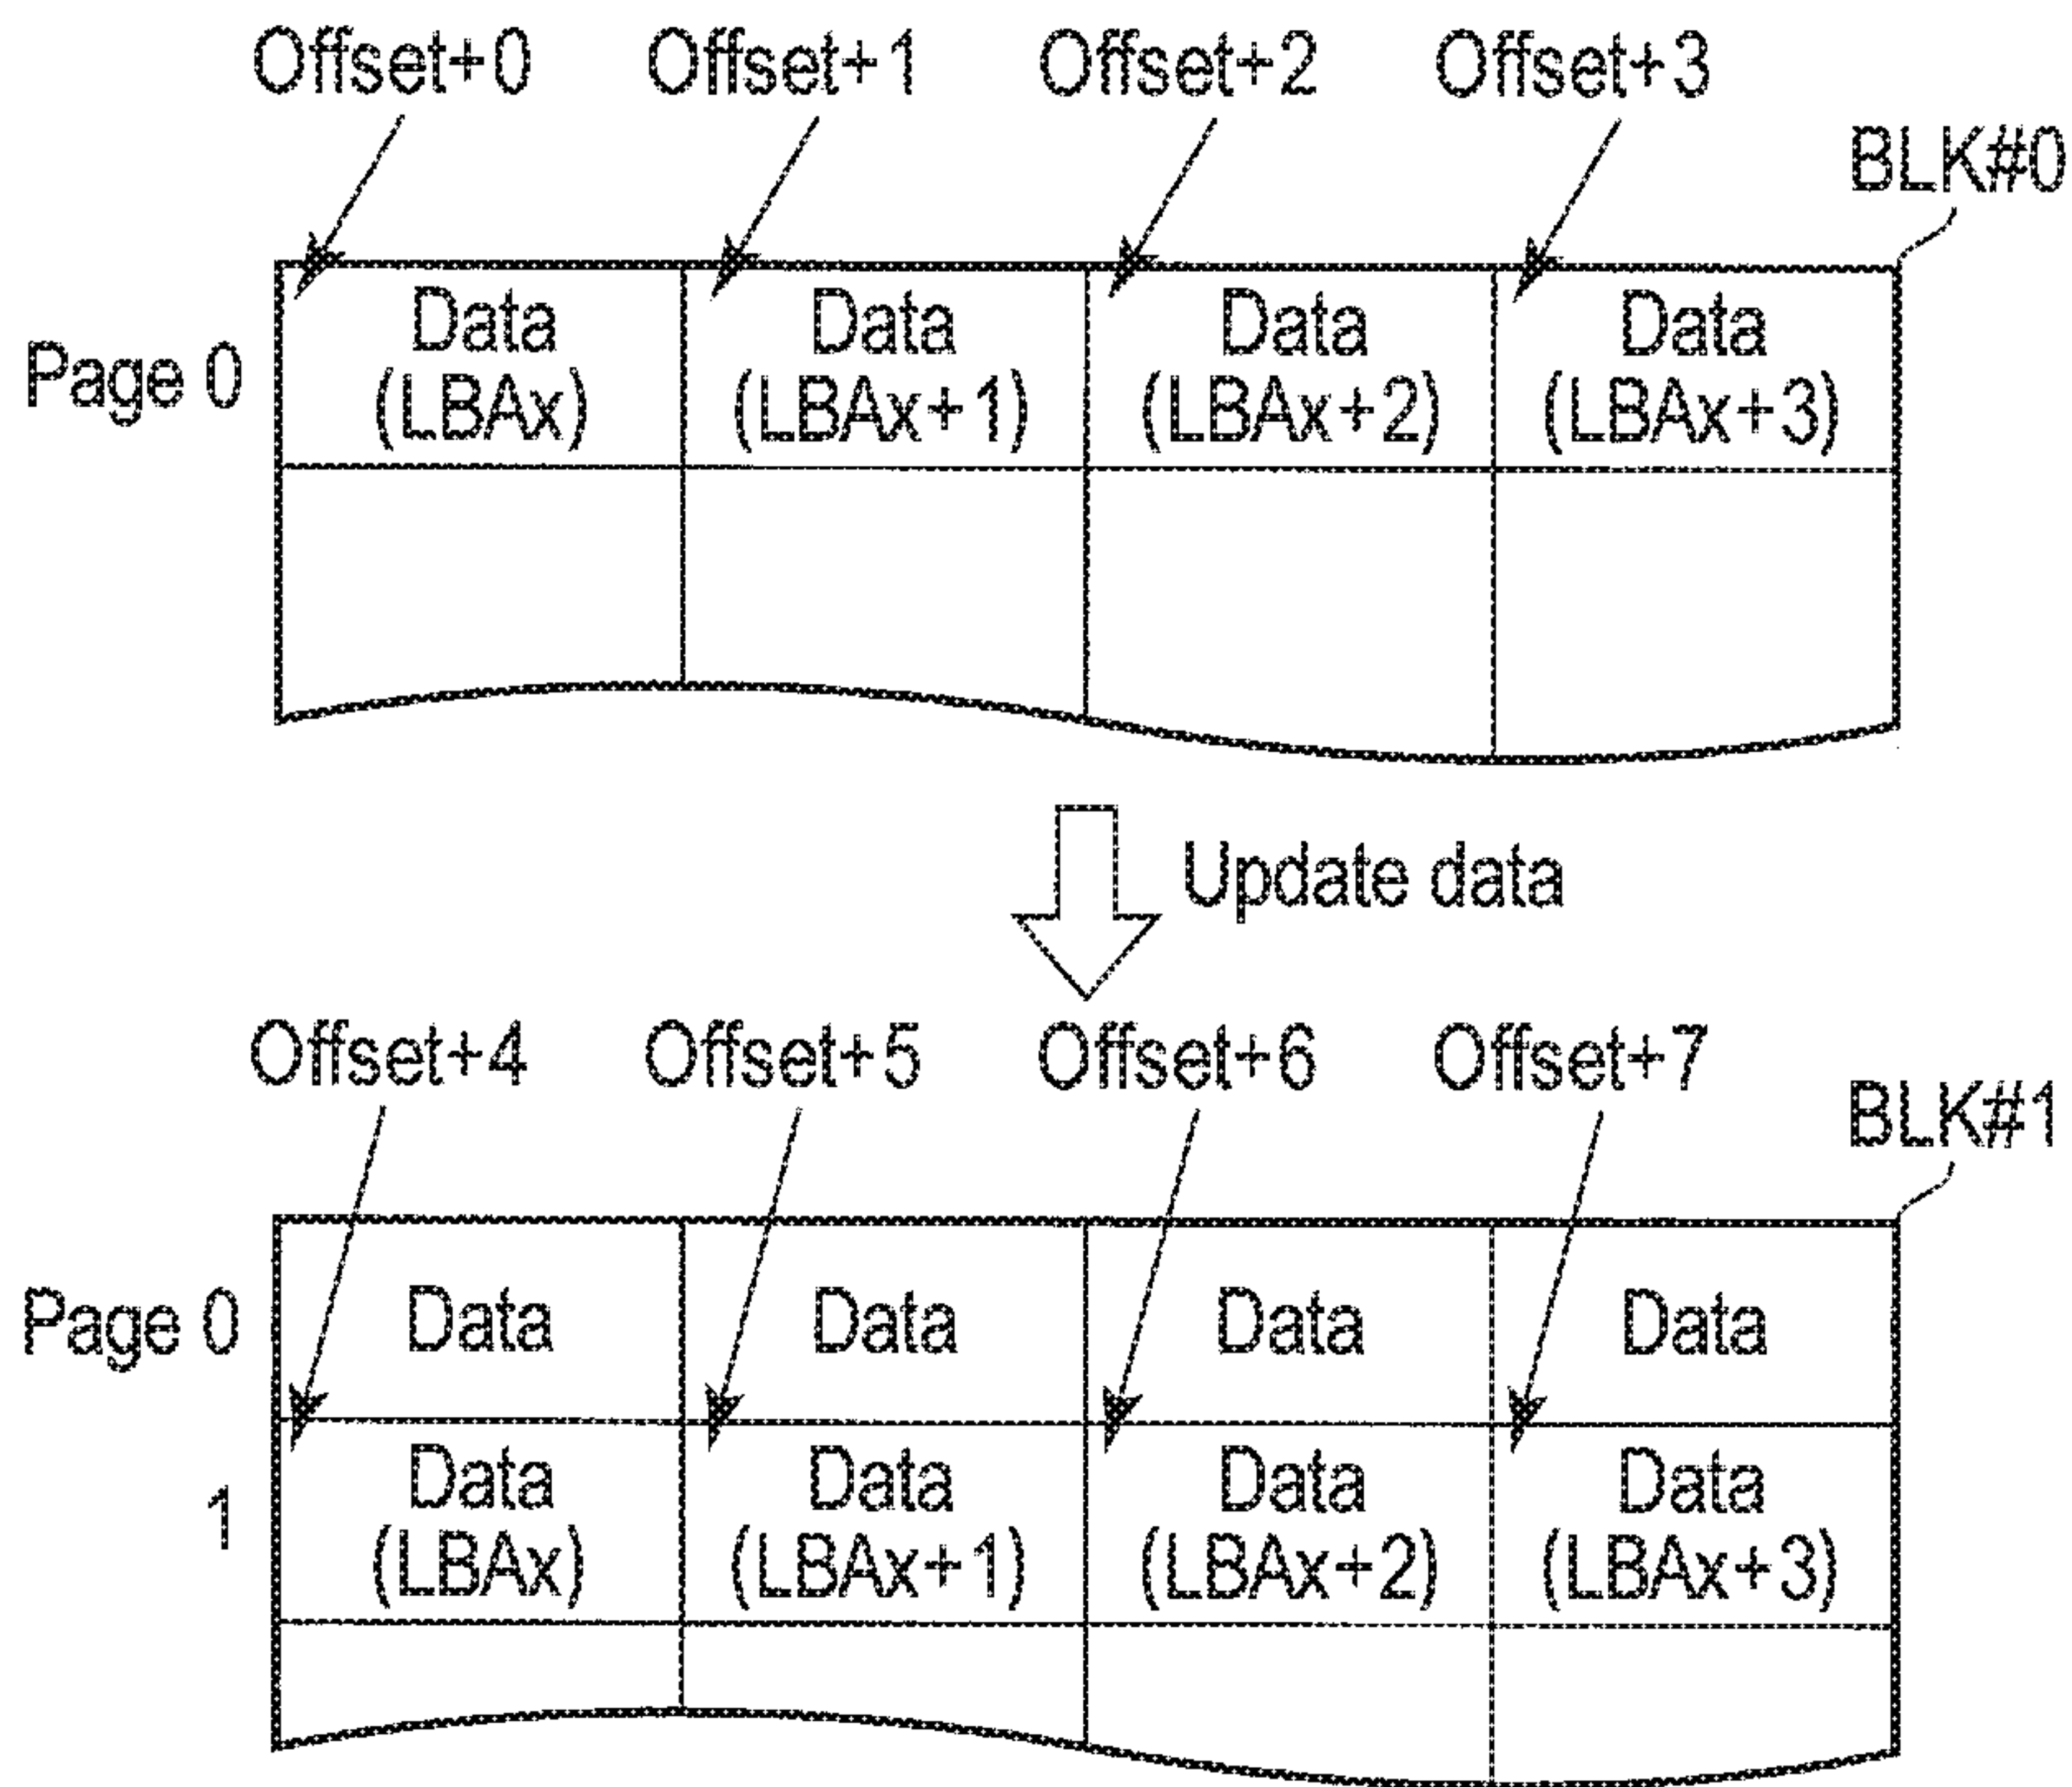 Offset+0 Offset+1 Offset+2 Offset+3
BLK#0
Page 0
Data Data Data Data
(LBAx) (LBAx+1) (LBAx+2) (LBAx+3)
Update data
Offset+4 Offset+5 Offset+6 Offset+7
BLK#1
Page 0 Data Data Data Data
1
Data Data Data Data
(LBAx) (LBAx+1) (LBAx+2) (LBAx+3)